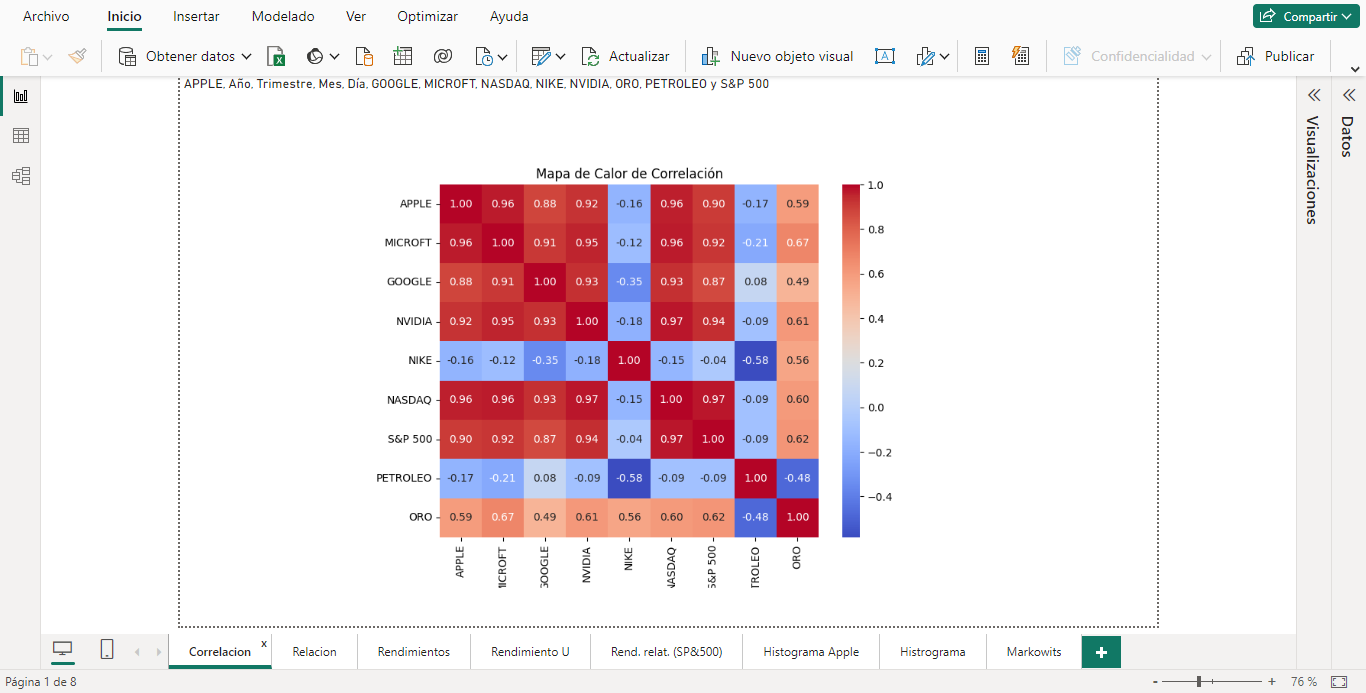 Archivo Inicio Insertar Modelado Ver Optimizar Ayuda Compartir
Obtener datos Actualizar Nuevo objeto visual A Confidencialidad Publicar
APPLE, Año, Trimestre, Mes, Día, GOOGLE, MICROFT, NASDAQ, NIKE, NVIDIA, ORO, PETROLEO y S&P 500
Visualizaciones
Datos
Mapa de Calor de Correlación
APPLE 1.00 0.96 0.88 0.92 -0.16 0.96 0.90 -0.17 0.59
MICROFT 0.96 1.00 0.91 0.95 -0.12 0.96 0.92 -0.21 0.67
GOOGLE 0.88 0.91 1.00 0.93 -0.35 0.93 0.87 0.08 0.49
NVIDIA 0.92 0.95 0.93 1.00 -0.18 0.97 0.94 -0.09 0.61
NIKE -0.16 -0.12 -0.35 -0.18 1.00 -0.15 -0.04 -0.58 0.56
NASDAQ 0.96 0.96 0.93 0.97 -0.15 1.00 0.97 -0.09 0.60
S&P 500 0.90 0.92 0.87 0.94 -0.04 0.97 1.00 -0.09 0.62
PETROLEO -0.17 -0.21 0.08 -0.09 -0.58 -0.09 -0.09 1.00 -0.48
ORO 0.59 0.67 0.49 0.61 0.56 0.60 0.62 -0.48 1.00
APPLE ICROFT GOOGLE NVIDIA NIKE NASDAQ S&P 500 TROLEO ORO
1.0
0.8
0.6
0.4
0.2
0.0
−0.2
−0.4
Correlacion x Relacion Rendimientos Rendimiento U Rend. relat. (SP&500) Histograma Apple Histrograma Markowits +
Página 1 de 8 - + 76 %